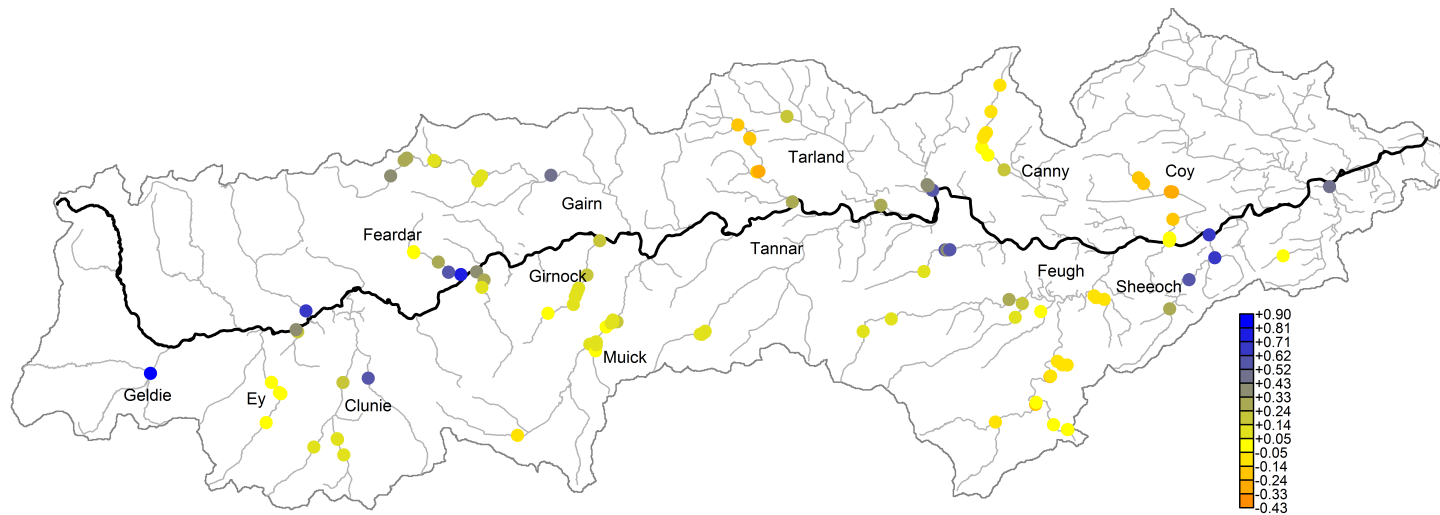 Tarland
Canny
Coy
Gairn
Feardar
Tannar
Girnock
Feugh
Sheeoch
Muick
Geldie
Ey
Clunie
+0.90
+0.81
+0.71
+0.62
+0.52
+0.43
+0.33
+0.24
+0.14
+0.05
-0.05
-0.14
-0.24
-0.33
-0.43